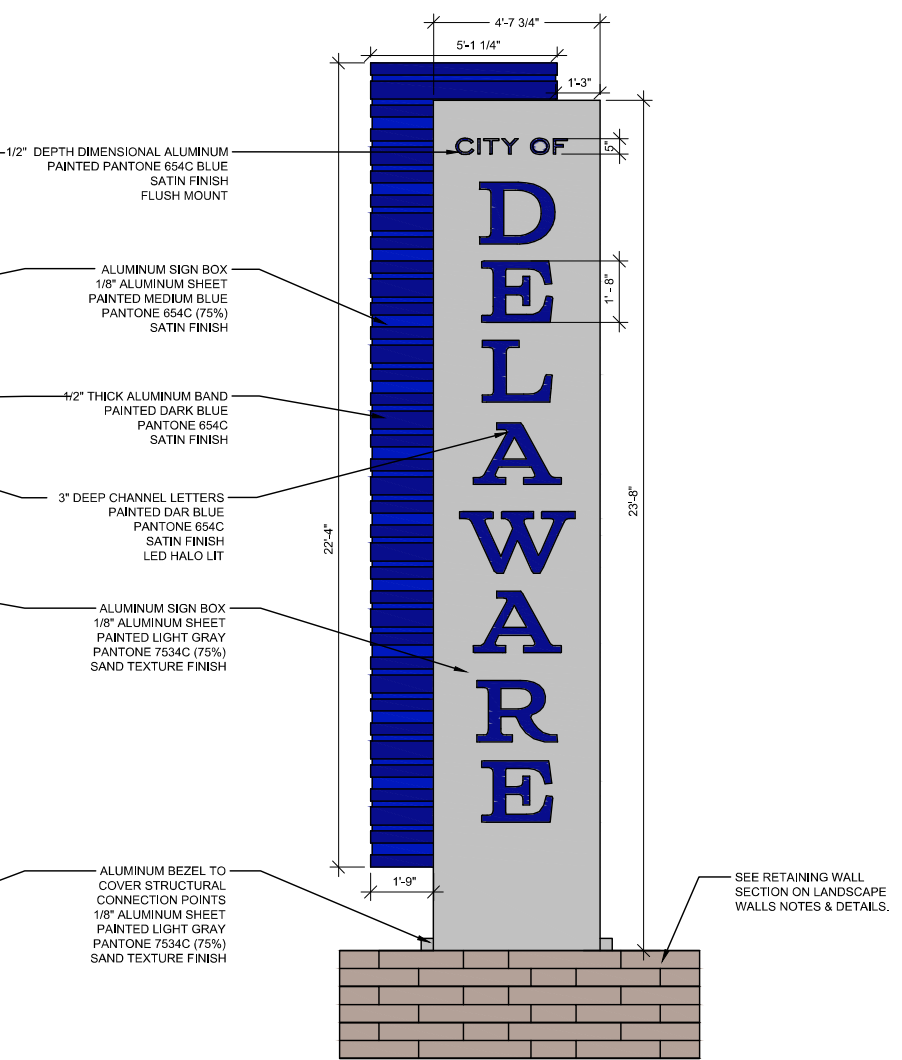 4'-7 3/4"
5'-1 1/4"
1'-3"
CITY OF
5"
D
E
L
A
W
A
R
E
1' - 8"
23'-8"
22'-4"
1'-9"
-1/2" DEPTH DIMENSIONAL ALUMINUM
PAINTED PANTONE 654C BLUE
SATIN FINISH
FLUSH MOUNT
ALUMINUM SIGN BOX
1/8" ALUMINUM SHEET
PAINTED MEDIUM BLUE
PANTONE 654C (75%)
SATIN FINISH
1/2" THICK ALUMINUM BAND
PAINTED DARK BLUE
PANTONE 654C
SATIN FINISH
3" DEEP CHANNEL LETTERS
PAINTED DAR BLUE
PANTONE 654C
SATIN FINISH
LED HALO LIT
ALUMINUM SIGN BOX
1/8" ALUMINUM SHEET
PAINTED LIGHT GRAY
PANTONE 7534C (75%)
SAND TEXTURE FINISH
ALUMINUM BEZEL TO
COVER STRUCTURAL
CONNECTION POINTS
1/8" ALUMINUM SHEET
PAINTED LIGHT GRAY
PANTONE 7534C (75%)
SAND TEXTURE FINISH
SEE RETAINING WALL
SECTION ON LANDSCAPE
WALLS NOTES & DETAILS.